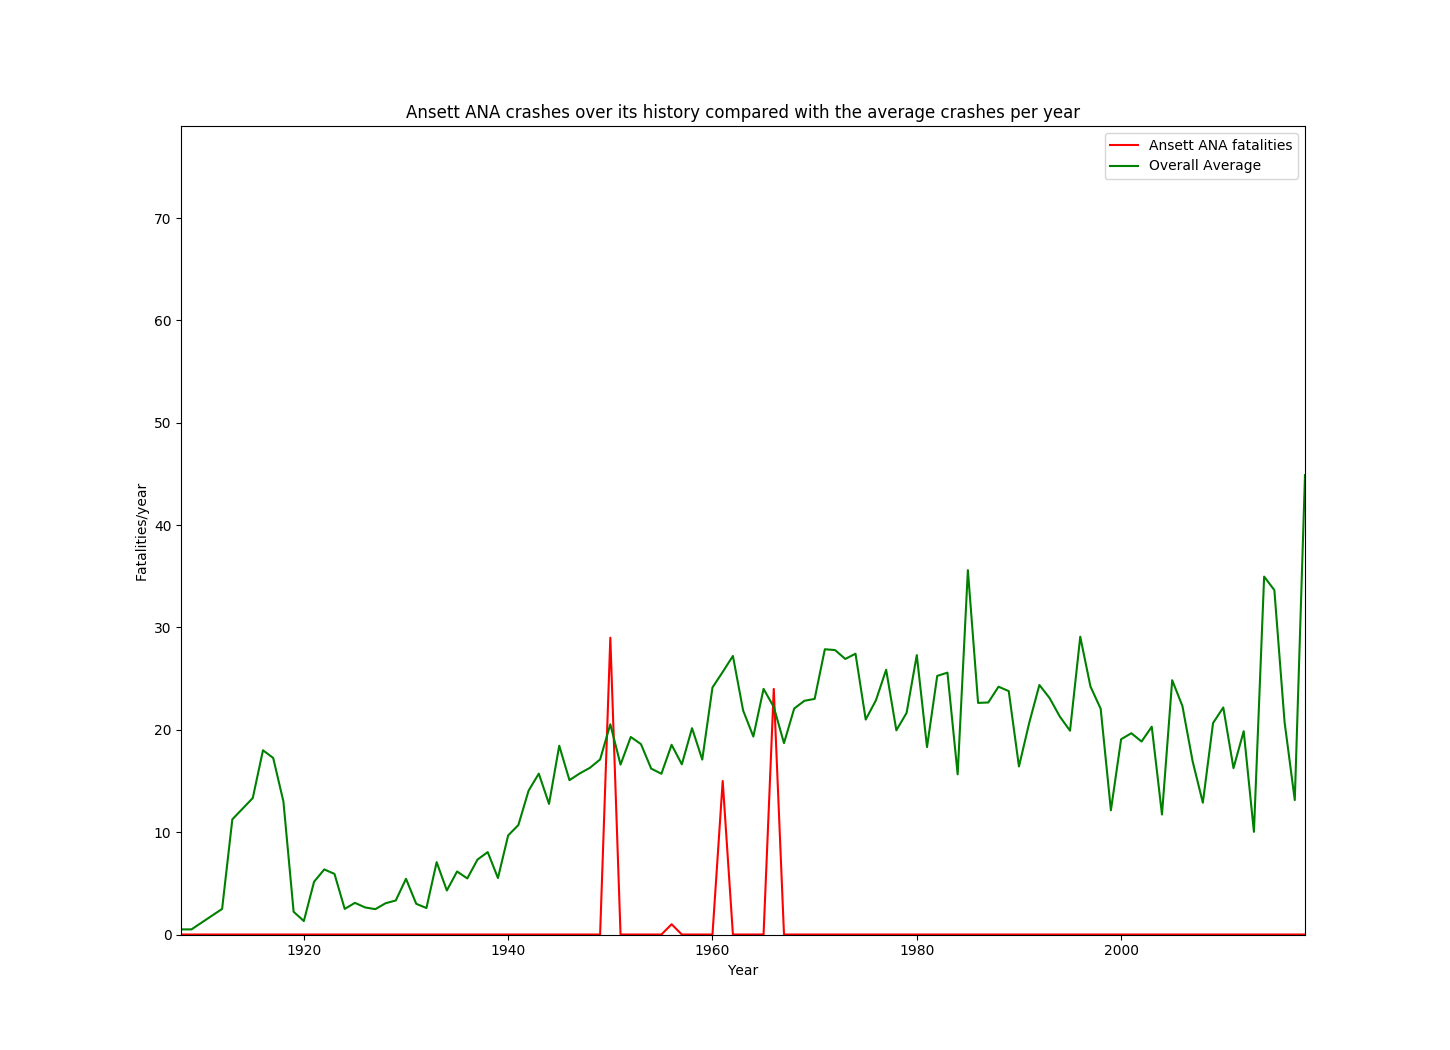 Ansett ANA crashes over its history compared with the average crashes per year
Ansett ANA fatalities
Overall Average
70
60
50
40
30
20
10
0
Fatalities/year
1920 1940 1960 1980 2000
Year